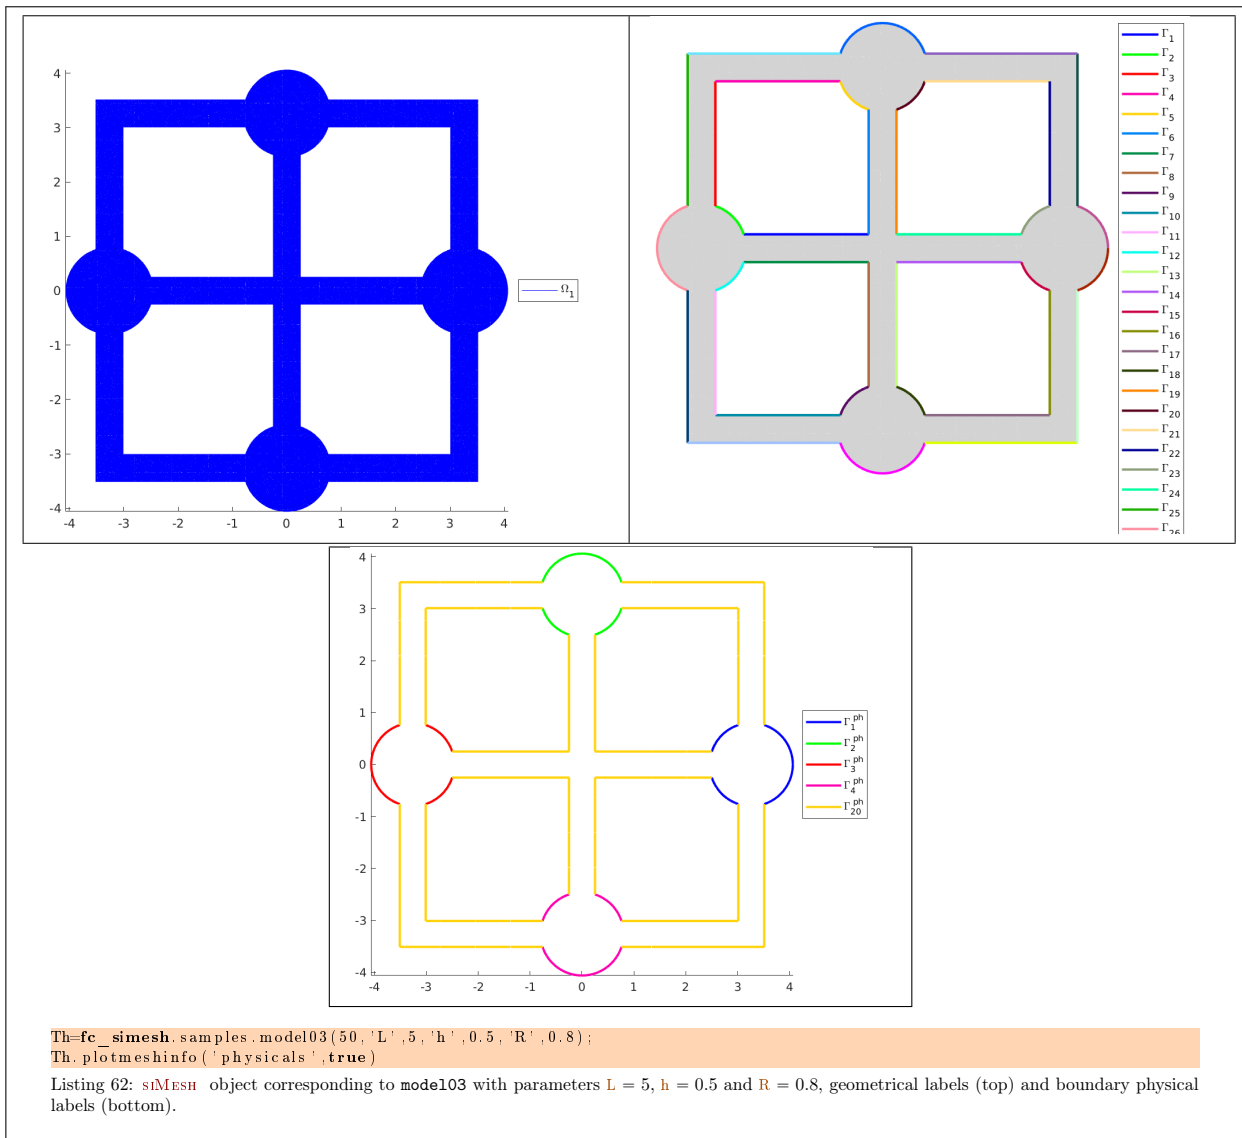 4
3
2
1
0
-1
-2
-3
-4
-4 -3 -2 -1 0 1 2 3 4
Ω1
Γ1
Γ2
Γ3
Γ4
Γ5
Γ6
Γ7
Γ8
Γ9
Γ10
Γ11
Γ12
Γ13
Γ14
Γ15
Γ16
Γ17
Γ18
Γ19
Γ20
Γ21
Γ22
Γ23
Γ24
Γ25
Γ26
4
3
2
1
0
-1
-2
-3
-4
-4 -3 -2 -1 0 1 2 3 4
Γ1ph
Γ2ph
Γ3ph
Γ4ph
Γ20ph
Th=fc_simesh.samples.model03(50,'L',5,'h',0.5,'R',0.8);
Th.plotmeshinfo('physicals',true)
Listing 62: siMesh object corresponding to model03 with parameters L = 5, h = 0.5 and R = 0.8, geometrical labels (top) and boundary physical
labels (bottom).